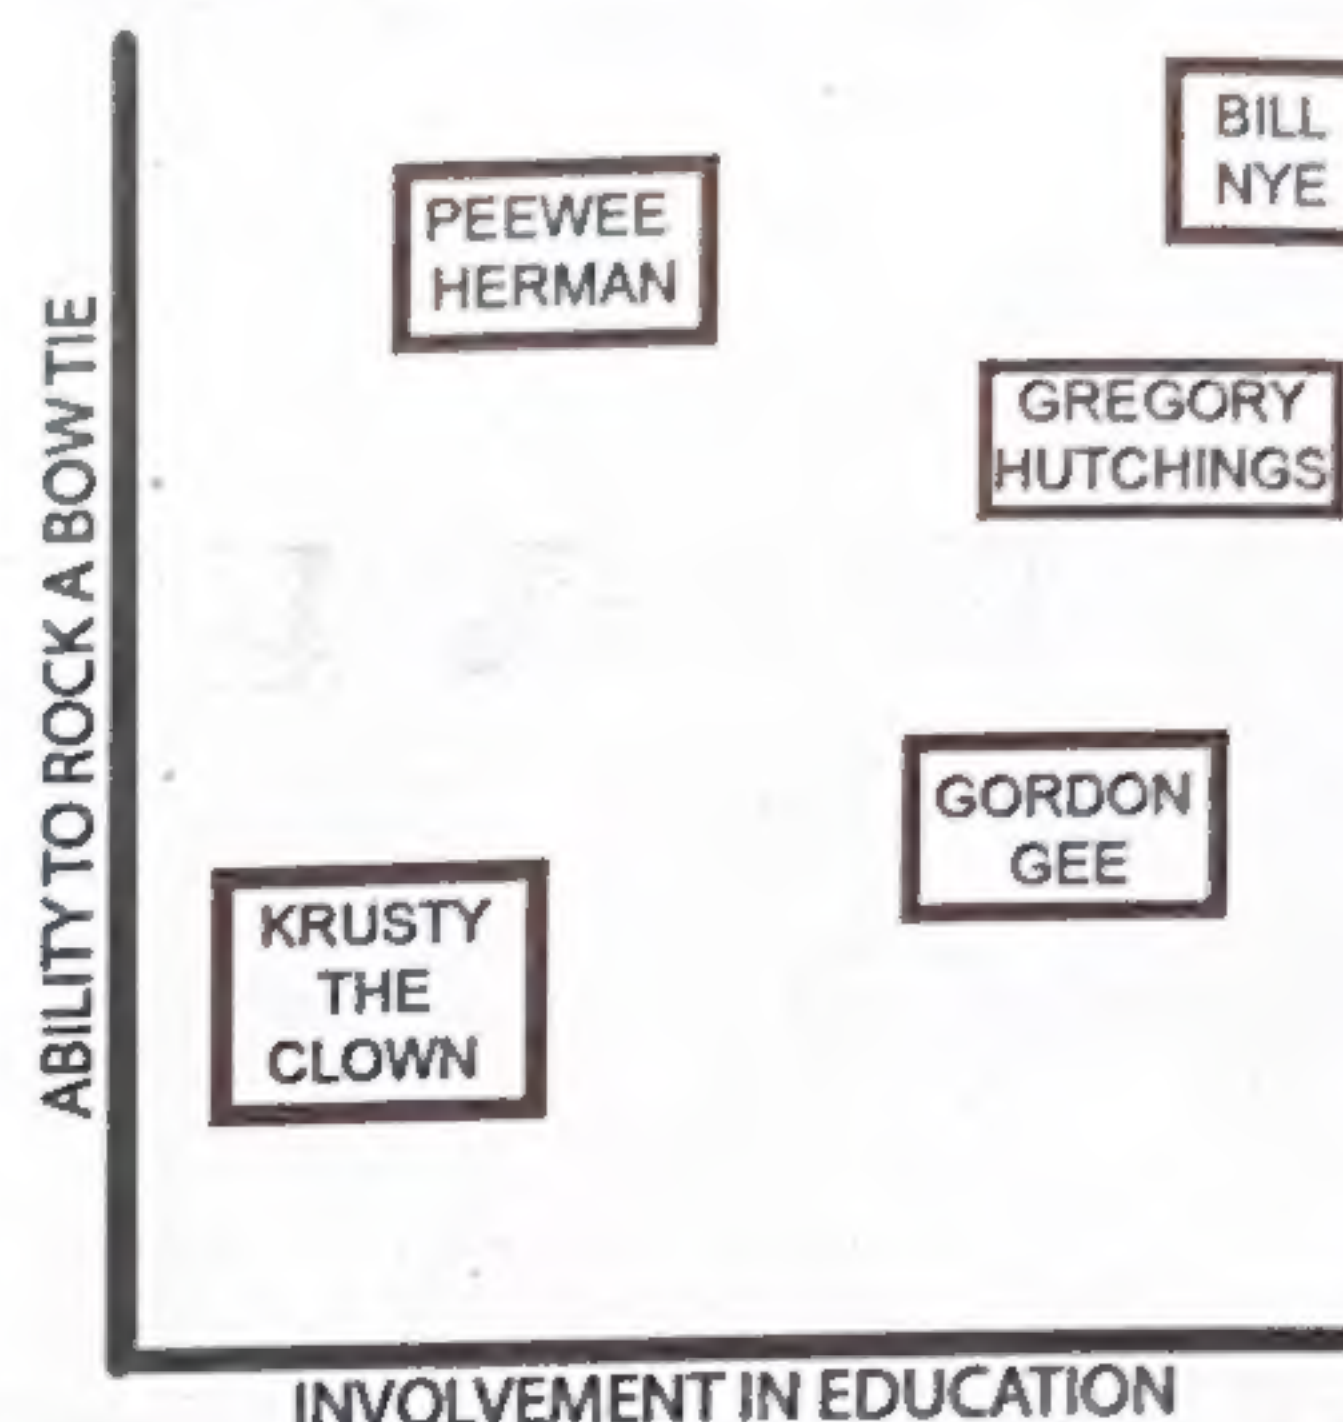 BILL
NYE
PEEWEE
HERMAN
GREGORY
HUTCHINGS
GORDON
GEE
KRUSTY
THE
CLOWN
ABILITY TO ROCK A BOW TIE
INVOLVEMENT IN EDUCATION